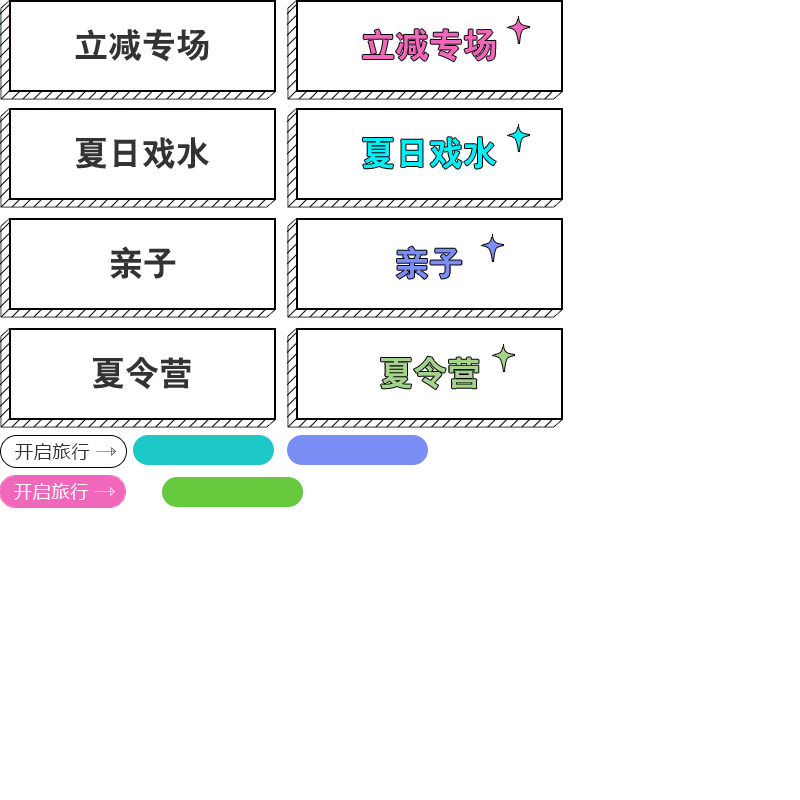 立减专场 立减专场
夏日戏水 夏日戏水
亲子 亲子
夏令营 夏令营
开启旅行
开启旅行